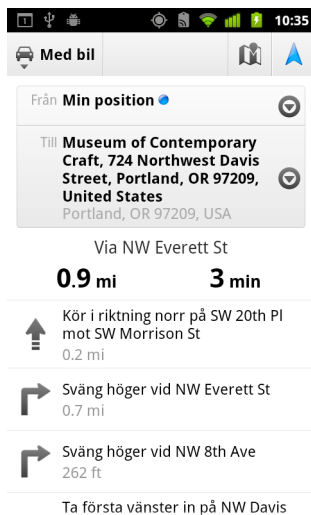 1
10:35
Med bil
Från Min position
Till Museum of Contemporary
Craft, 724 Northwest Davis
Street, Portland, OR 97209,
United States
Portland, OR 97209, USA
Via NW Everett St
0.9 mi 3 min
Kör i riktning norr på SW 20th Pl
mot SW Morrison St
0.2 mi
Sväng höger vid NW Everett St
0.7 mi
Sväng höger vid NW 8th Ave
262 ft
Ta första vänster in på NW Davis